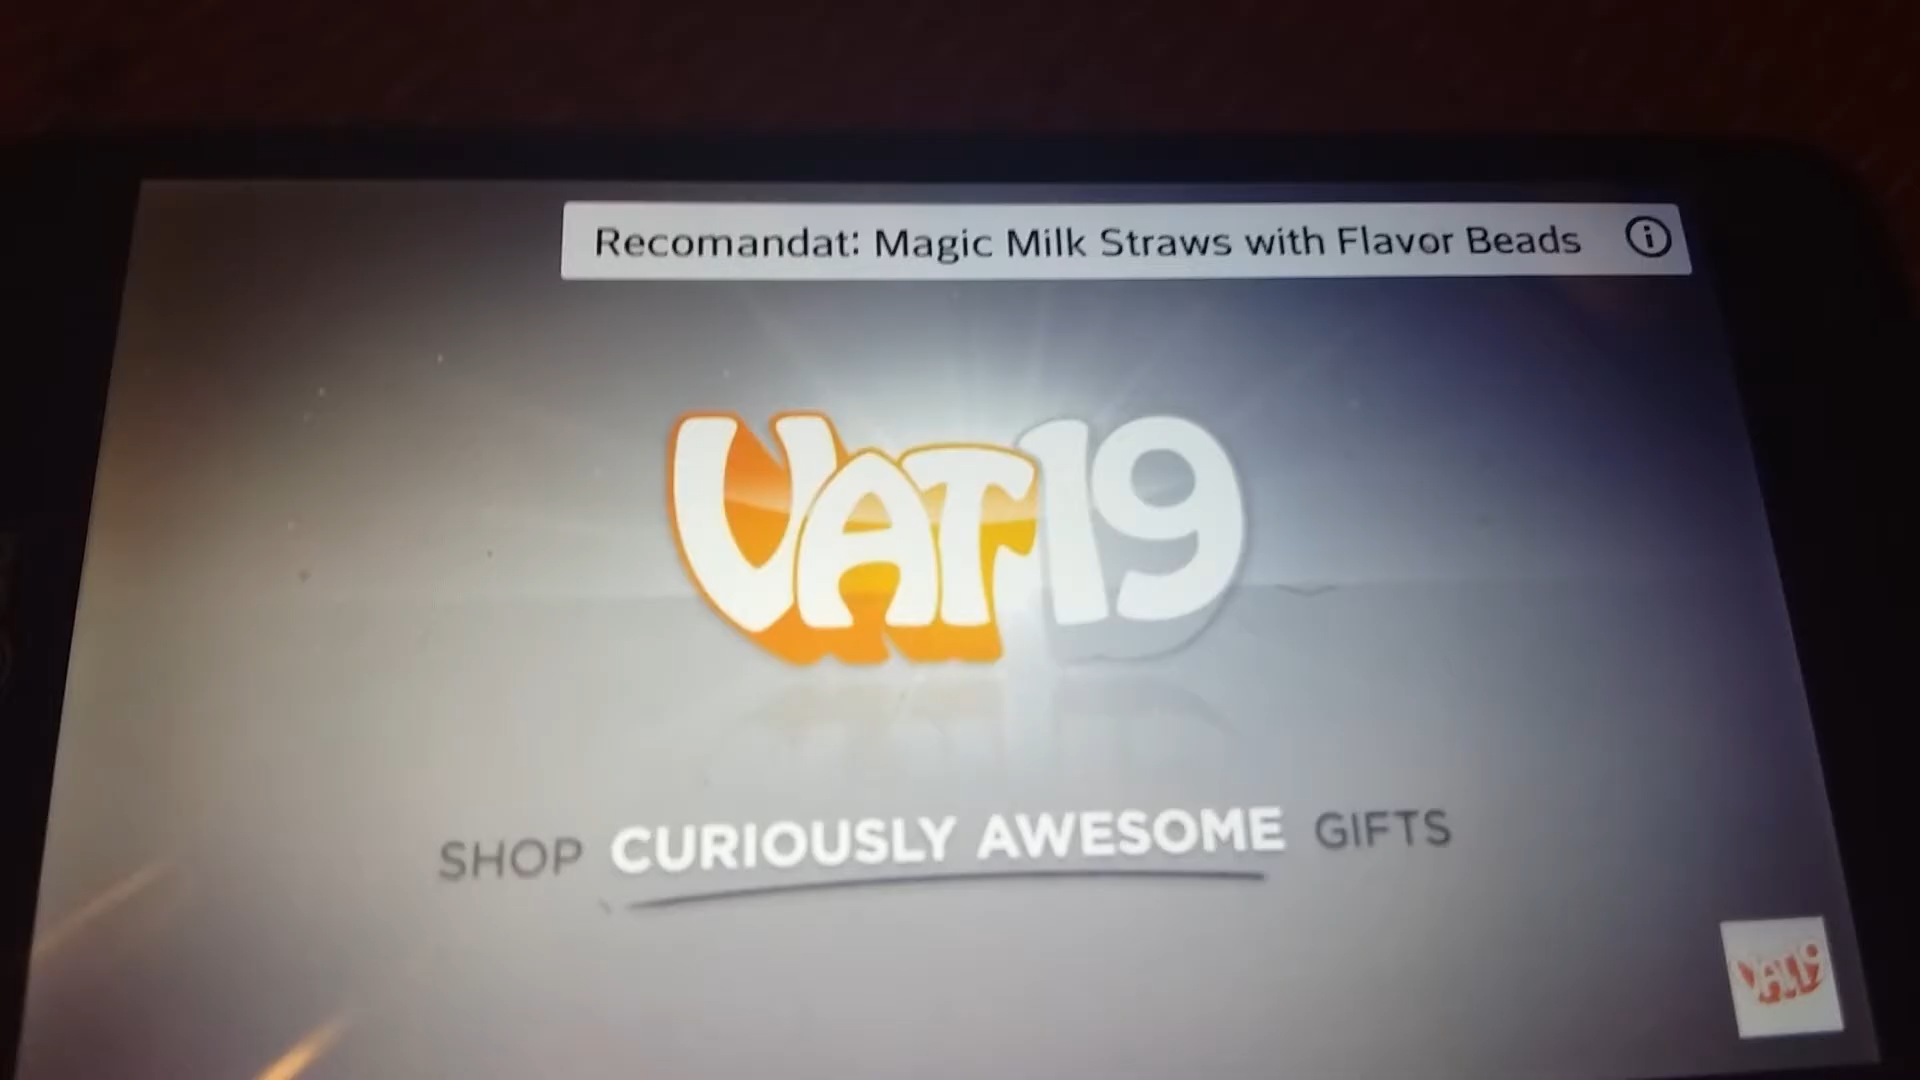 Recomandat: Magic Milk Straws with Flavor Beads
VAT19
SHOP CURIOUSLY AWESOME GIFTS
VAT19